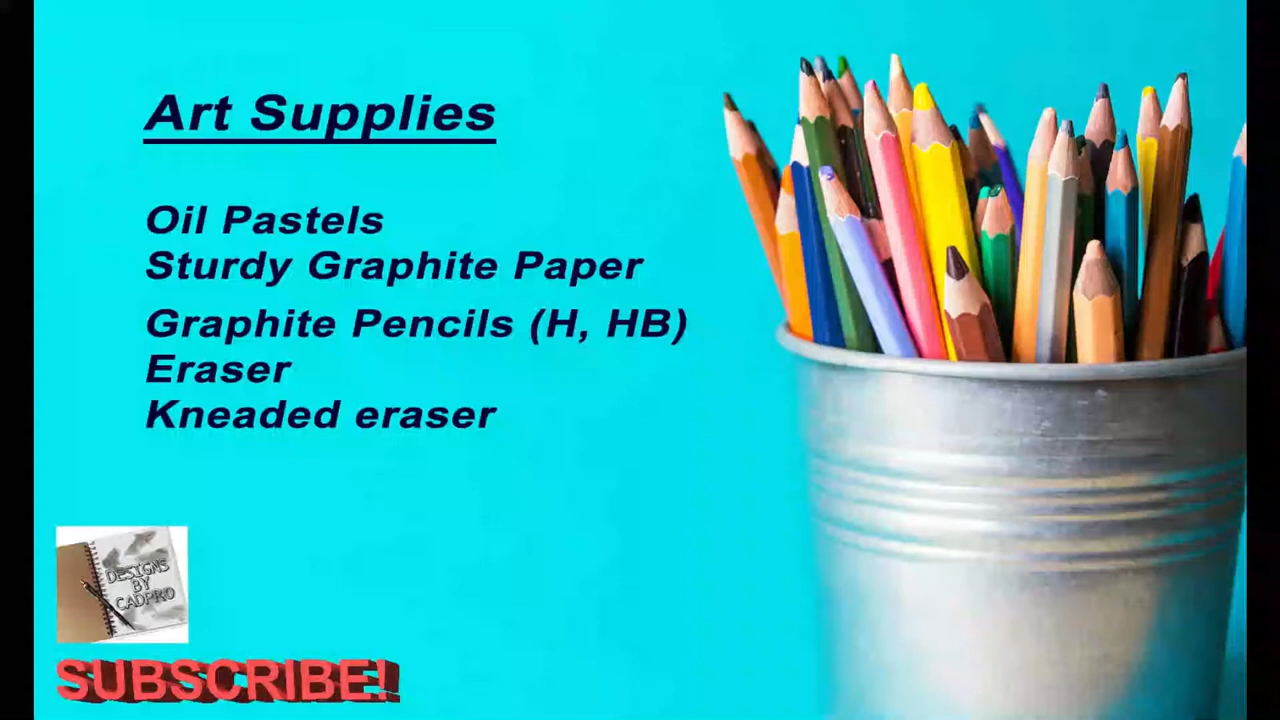 Art Supplies
Oil Pastels
Sturdy Graphite Paper
Graphite Pencils (H, HB)
Eraser
Kneaded eraser
DESIGNS
BY
CADPRO
SUBSCRIBE!